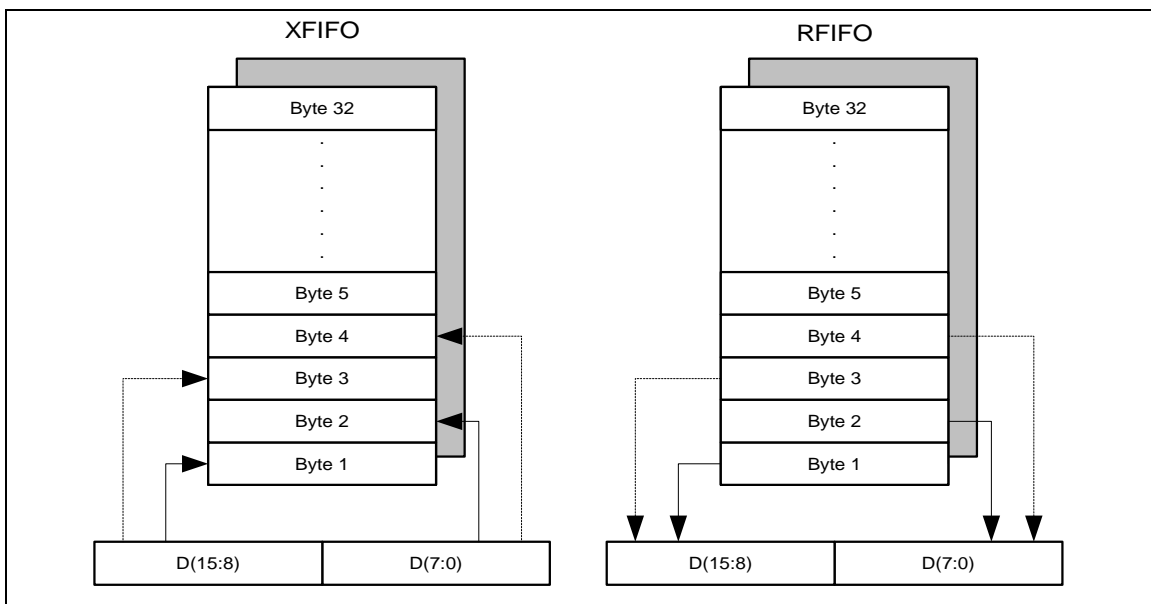 XFIFO
Byte 32
.
.
.
.
.
.
Byte 5
Byte 4
Byte 3
Byte 2
Byte 1
D(15:8)
D(7:0)
RFIFO
Byte 32
.
.
.
.
.
.
Byte 5
Byte 4
Byte 3
Byte 2
Byte 1
D(15:8)
D(7:0)